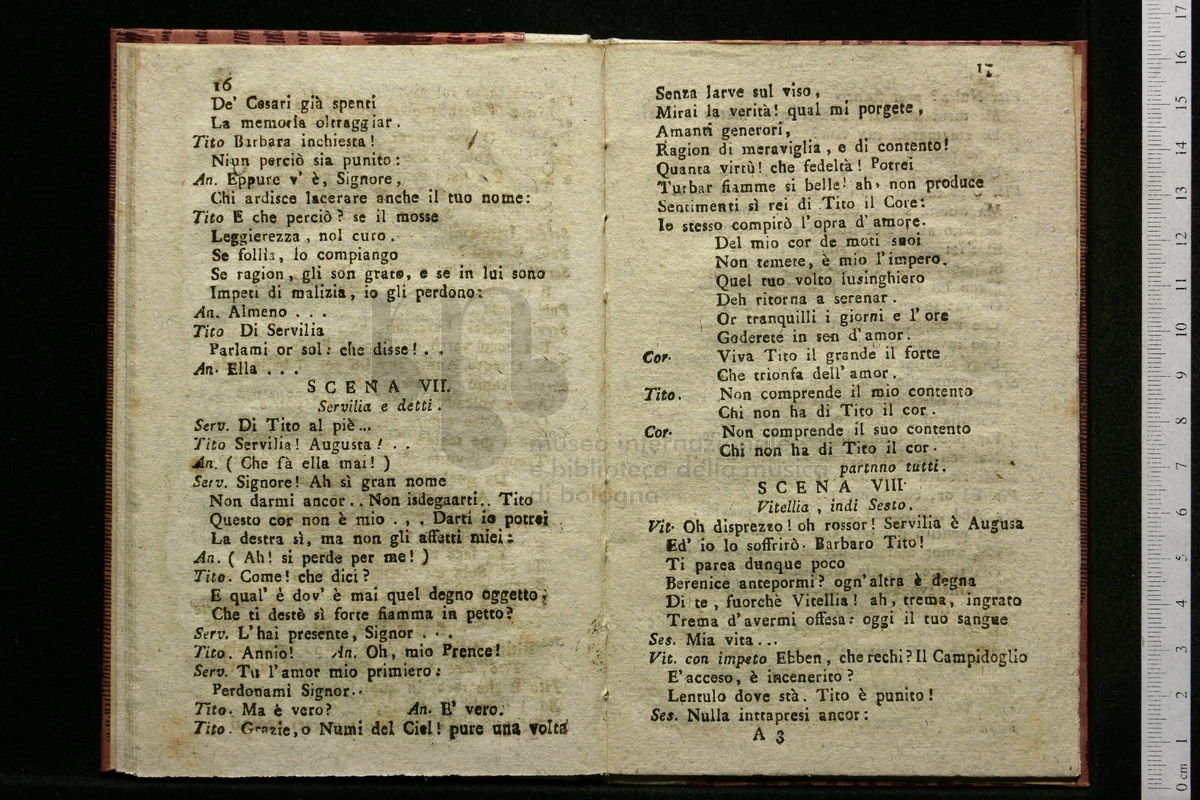 16
De' Cesari già spenti
La memoria oltraggiar.
Tito Barbara inchiesta!
Niun perciò sia punito:
An. Eppure v' è, Signore,
Chi ardisce lacerare anche il tuo nome:
Tito E che perciò? se il mosse
Leggierezza, nol curo.
Se follia, lo compiango
Se ragion, gli son grato, e se in lui sono
Impeti di malizia, io gli perdono:
An. Almeno . . .
Tito Di Servilia
Parlami or sol: che disse! . .
An. Ella . . .
SCENA VII.
Servilia e detti.
Serv. Di Tito al piè...
Tito Servilia! Augusta! . .
An. ( Che fà ella mai! )
Serv. Signore! Ah sì gran nome
Non darmi ancor.. Non isdegaarti.. Tito
Questo cor non è mio . , . Darti io potrei
La destra sì, ma non gli affetti miei:
An. ( Ah! si perde per me! )
Tito. Come! che dici?
E qual' è dov' è mai quel degno oggetto,
Che ti destò sì forte fiamma in petto?
Serv. L'hai presente, Signor . . .
Tito. Annio! An. Oh, mio Prence!
Serv. Tu l'amor mio primiero:
Perdonami Signor..
Tito. Ma è vero? An. E' vero.
Tito. Grazie, o Numi del Ciel! pure una volta
17
Senza larve sul viso,
Mirai la verità! qual mi porgete,
Amanti generori,
Ragion di meraviglia, e di contento!
Quanta virtù! che fedeltà! Potrei
Turbar fiamme si belle! ah, non produce
Sentimenti sì rei di Tito il Core:
Io stesso compirò l'opra d'amore.
Del mio cor de moti suoi
Non temete, è mio l'impero.
Quel tuo volto lusinghiero
Deh ritorna a serenar.
Or tranquilli i giorni e l'ore
Goderete in sen d'amor.
Cor. Viva Tito il grande il forte
Che trionfa dell'amor.
Tito. Non comprende il mio contento
Chi non ha di Tito il cor.
Cor. Non comprende il suo contento
Chi non ha di Tito il cor.
partnno tutti.
SCENA VIII.
Vitellia, indi Sesto.
Vit. Oh disprezzo! oh rossor! Servilia è Augusa
Ed' io lo soffrirò. Barbaro Tito!
Ti parea dunque poco
Berenice antepormi? ogn'altra è degna
Di te, fuorchè Vitellia! ah, trema, ingrato
Trema d'avermi offesa: oggi il tuo sangue
Ses. Mia vita...
Vit. con impeto Ebben, che rechi? Il Campidoglio
E'acceso, è incenerito?
Lentulo dove stà. Tito è punito!
Ses. Nulla inttapresi ancor:
A 3
museo internazionale
e biblioteca della musica
di bologna